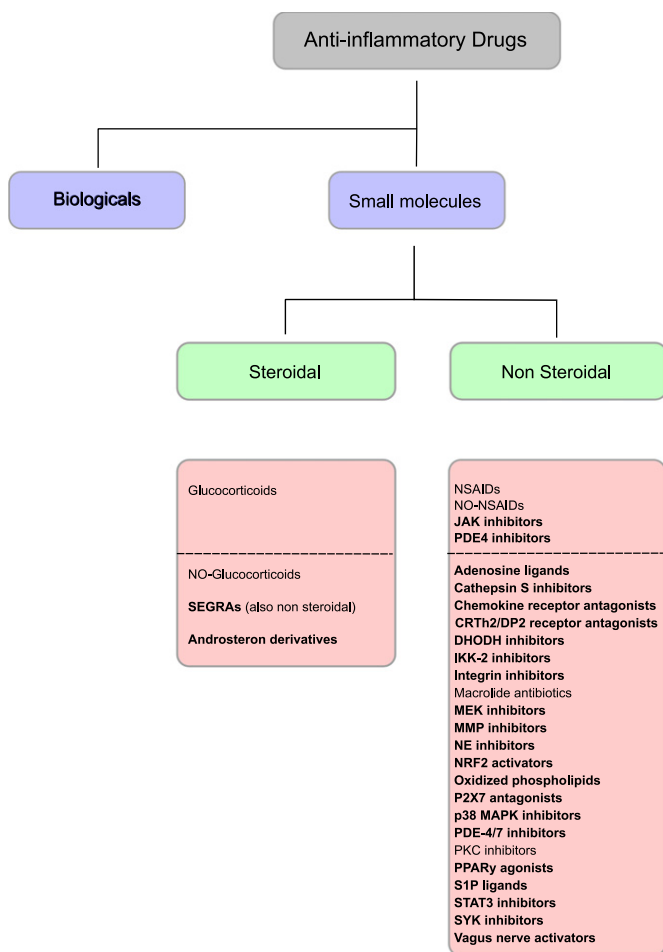 Anti-inflammatory Drugs
Biologicals
Small molecules
Steroidal
Non Steroidal
Glucocorticoids
NO-Glucocorticoids
SEGRAs (also non steroidal)
Androsteron derivatives
NSAIDs
NO-NSAIDs
JAK inhibitors
PDE4 inhibitors
Adenosine ligands
Cathepsin S inhibitors
Chemokine receptor antagonists
CRTh2/DP2 receptor antagonists
DHODH inhibitors
IKK-2 inhibitors
Integrin inhibitors
Macrolide antibiotics
MEK inhibitors
MMP inhibitors
NE inhibitors
NRF2 activators
Oxidized phospholipids
P2X7 antagonists
p38 MAPK inhibitors
PDE-4/7 inhibitors
PKC inhibitors
PPARy agonists
S1P ligands
STAT3 inhibitors
SYK inhibitors
Vagus nerve activators